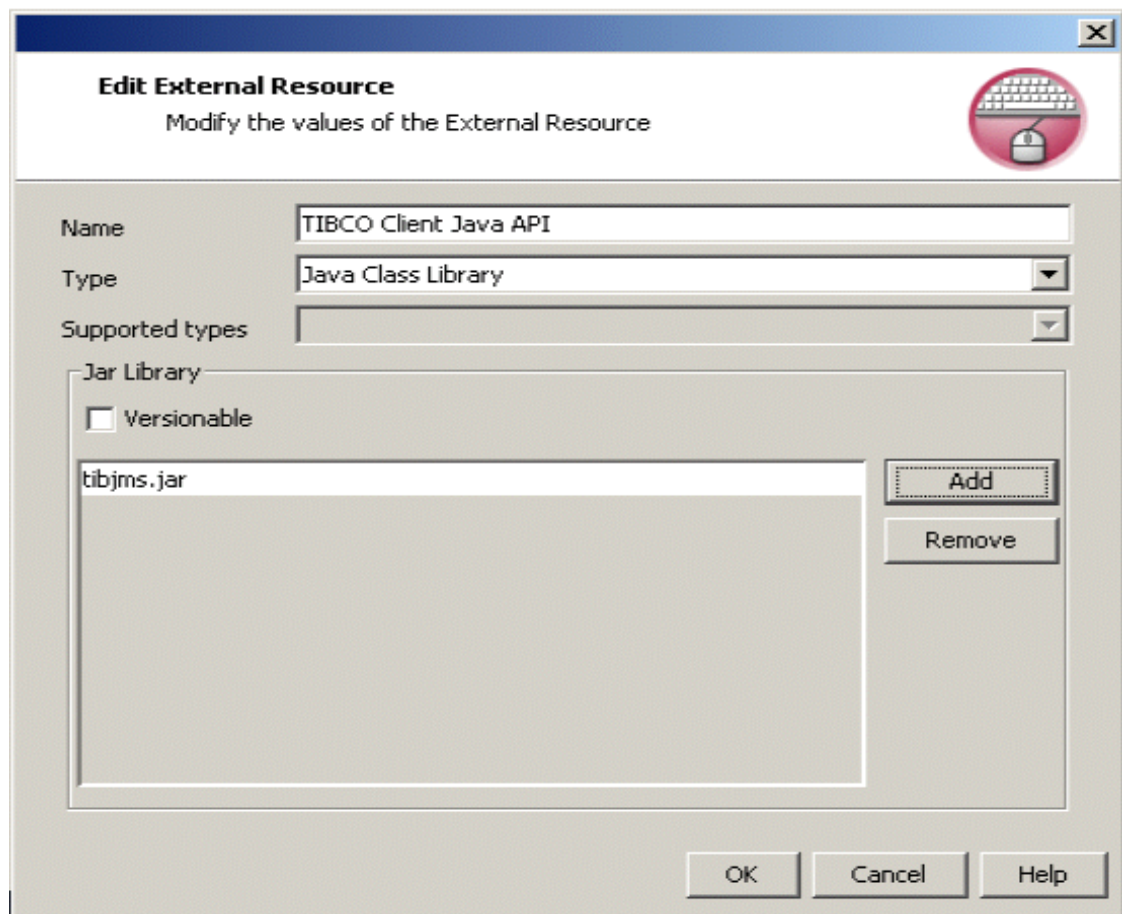 Edit External Resource
Modify the values of the External Resource
Name
TIBCO Client Java API
Type
Java Class Library
Supported types
Jar Library
Versionable
tibjms.jar
Add
Remove
OK
Cancel
Help